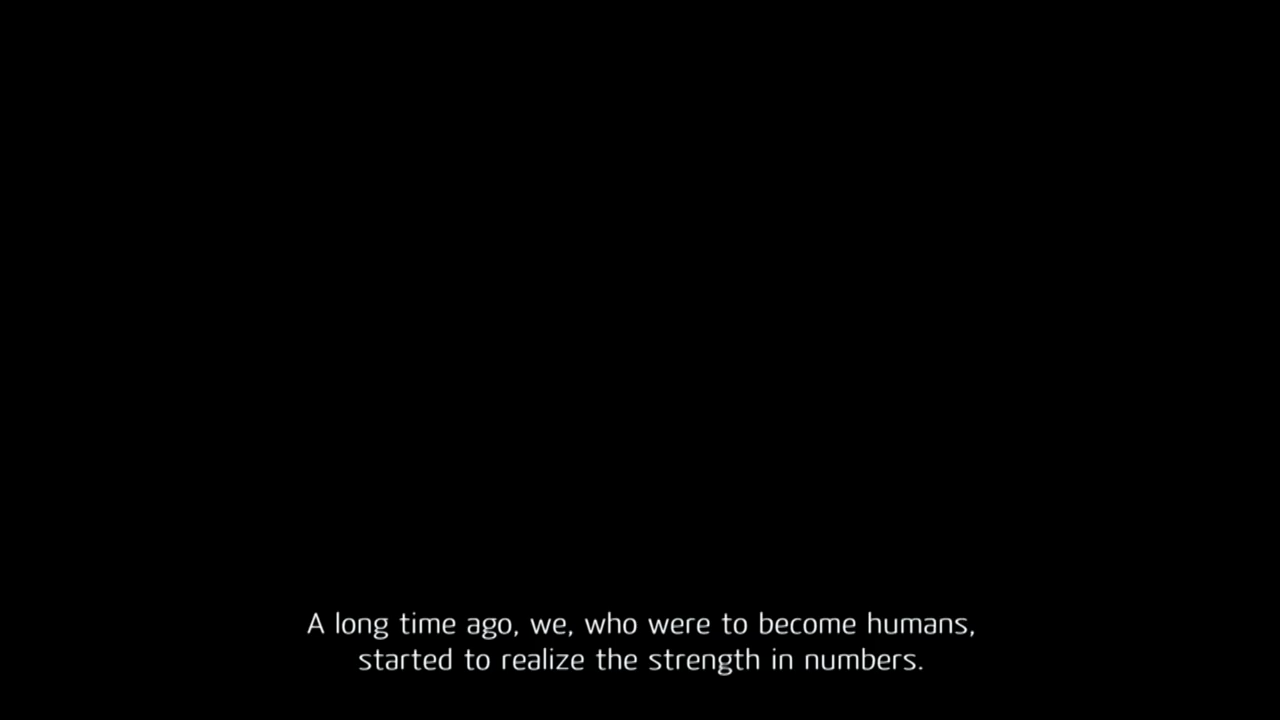 A long time ago, we, who were to become humans,
started to realize the strength in numbers.